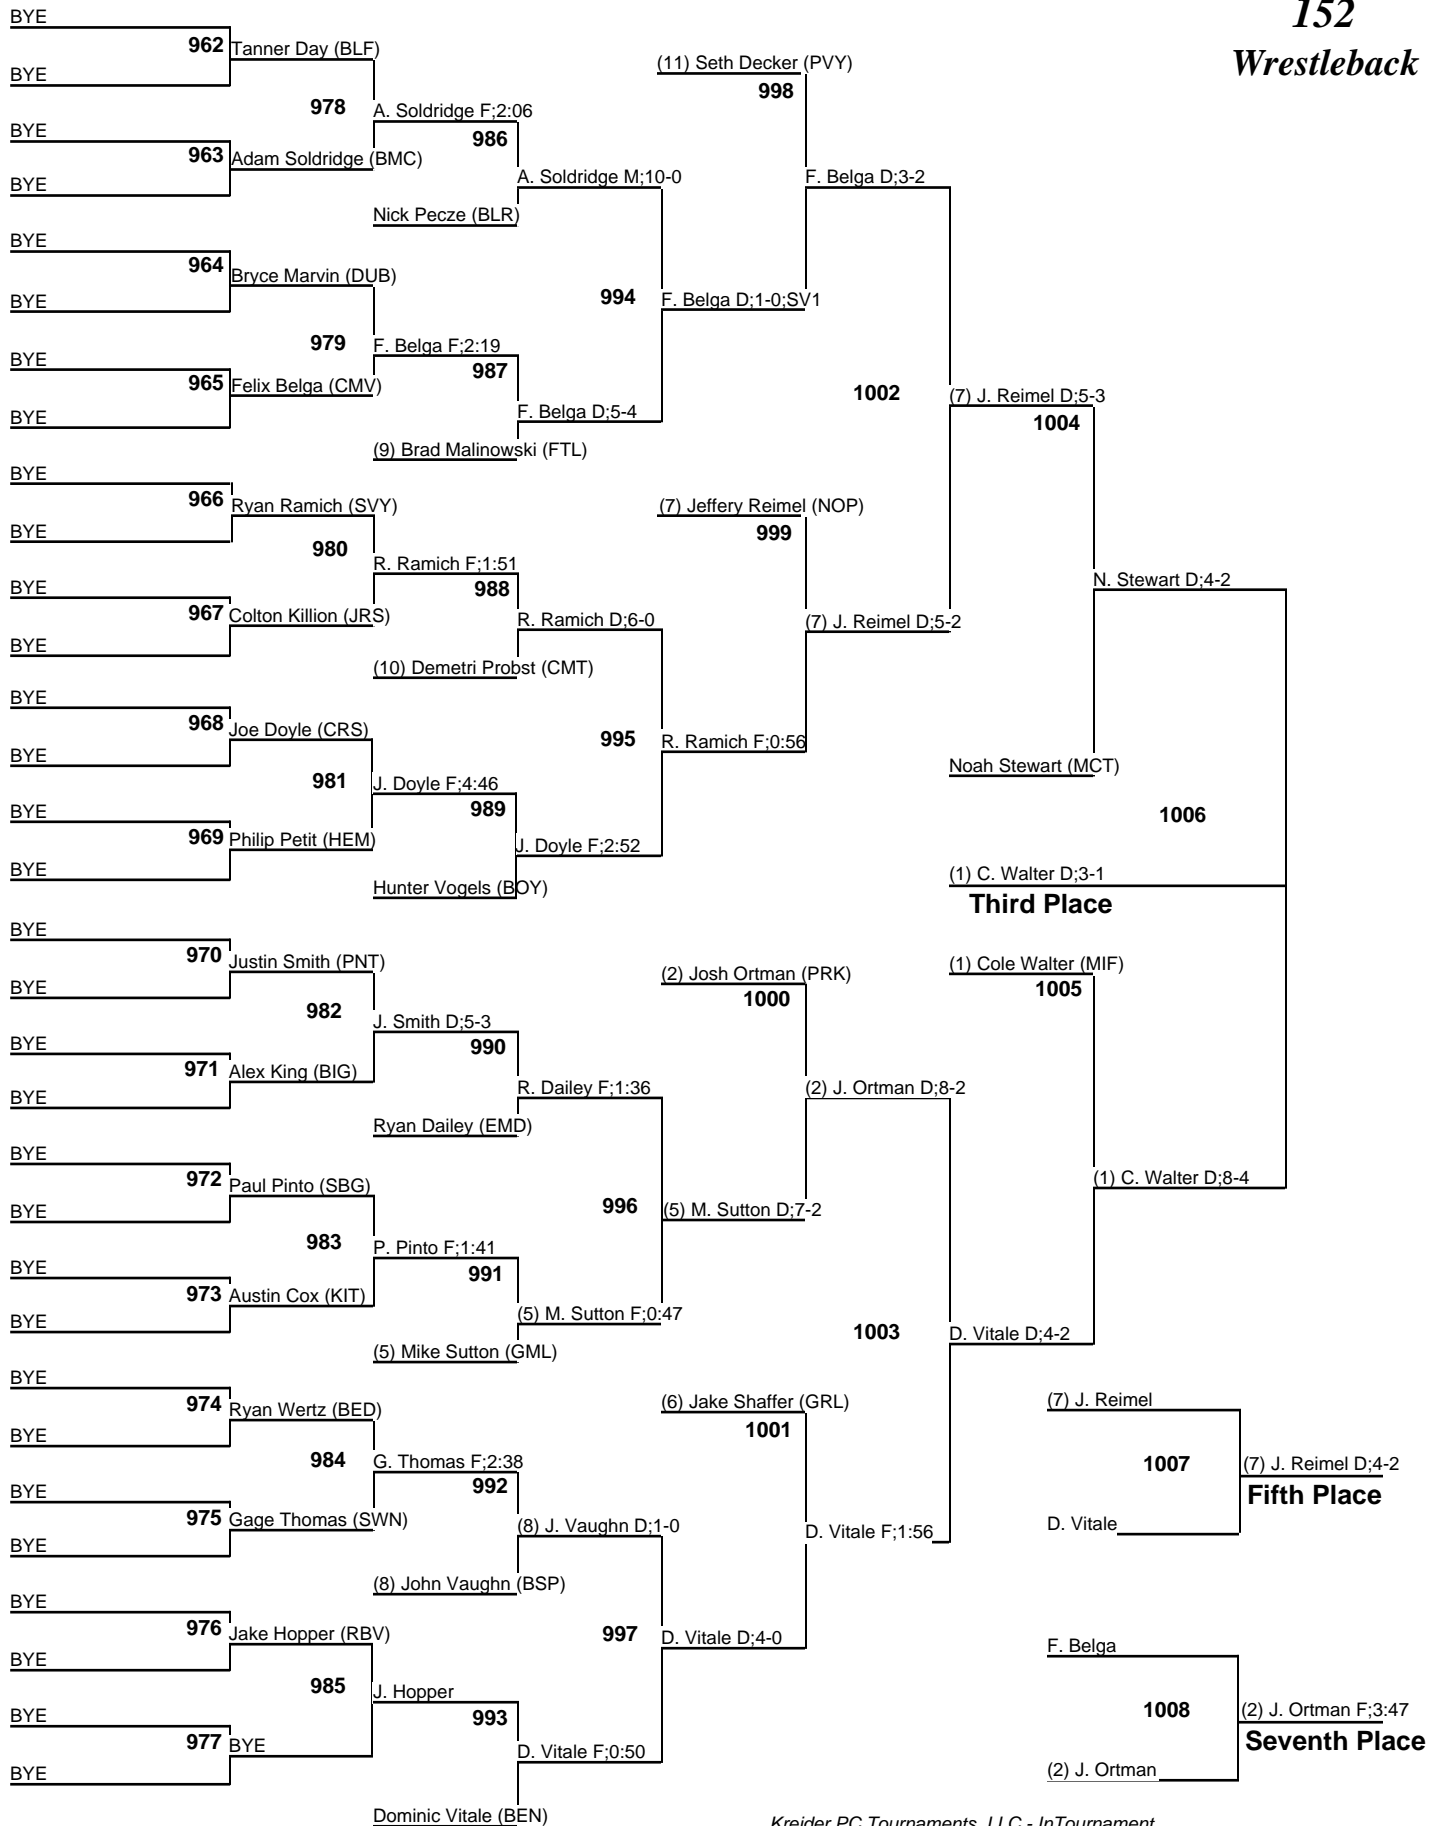 BYE
152
Wrestleback
962
Tanner Day (BLF)
(11) Seth Decker (PVY)
BYE
998
978
A. Soldridge F;2:06
BYE
986
963
Adam Soldridge (BMC)
A. Soldridge M;10-0
F. Belga D;3-2
BYE
Nick Pecze (BLR)
BYE
964
Bryce Marvin (DUB)
BYE
994
F. Belga D;1-0;SV1
979
F. Belga F;2:19
BYE
987
965
Felix Belga (CMV)
1002
(7) J. Reimel D;5-3
BYE
F. Belga D;5-4
1004
(9) Brad Malinowski (FTL)
BYE
966
Ryan Ramich (SVY)
(7) Jeffery Reimel (NOP)
BYE
999
980
R. Ramich F;1:51
BYE
988
N. Stewart D;4-2
967
Colton Killion (JRS)
R. Ramich D;6-0
(7) J. Reimel D;5-2
BYE
(10) Demetri Probst (CMT)
BYE
968
Joe Doyle (CRS)
995
R. Ramich F;0:56
BYE
Noah Stewart (MCT)
981
J. Doyle F;4:46
BYE
989
1006
969
Philip Petit (HEM)
J. Doyle F;2:52
BYE
(1) C. Walter D;3-1
Hunter Vogels (BOY)
Third Place
BYE
970
Justin Smith (PNT)
(2) Josh Ortman (PRK)
(1) Cole Walter (MIF)
BYE
1000
1005
982
J. Smith D;5-3
BYE
990
971
Alex King (BIG)
R. Dailey F;1:36
(2) J. Ortman D;8-2
BYE
Ryan Dailey (EMD)
BYE
972
Paul Pinto (SBG)
(1) C. Walter D;8-4
BYE
996
(5) M. Sutton D;7-2
983
P. Pinto F;1:41
BYE
991
973
Austin Cox (KIT)
(5) M. Sutton F;0:47
BYE
1003
D. Vitale D;4-2
(5) Mike Sutton (GML)
BYE
974
Ryan Wertz (BED)
(6) Jake Shaffer (GRL)
(7) J. Reimel
BYE
1001
984
G. Thomas F;2:38
1007
(7) J. Reimel D;4-2
BYE
992
Fifth Place
975
Gage Thomas (SWN)
(8) J. Vaughn D;1-0
D. Vitale F;1:56
D. Vitale
BYE
(8) John Vaughn (BSP)
BYE
976
Jake Hopper (RBV)
997
D. Vitale D;4-0
BYE
F. Belga
985
J. Hopper
BYE
993
1008
(2) J. Ortman F;3:47
977
BYE
D. Vitale F;0:50
Seventh Place
BYE
(2) J. Ortman
Dominic Vitale (BEN)
Kreider PC Tournaments, LLC - InTournament